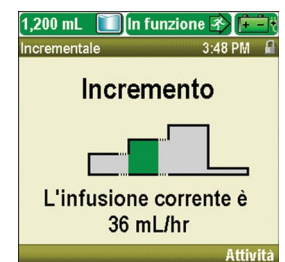 1,200 mL In funzione
Incrementale 3:48 PM
Incremento
L'infusione corrente è
36 mL/hr
Attività